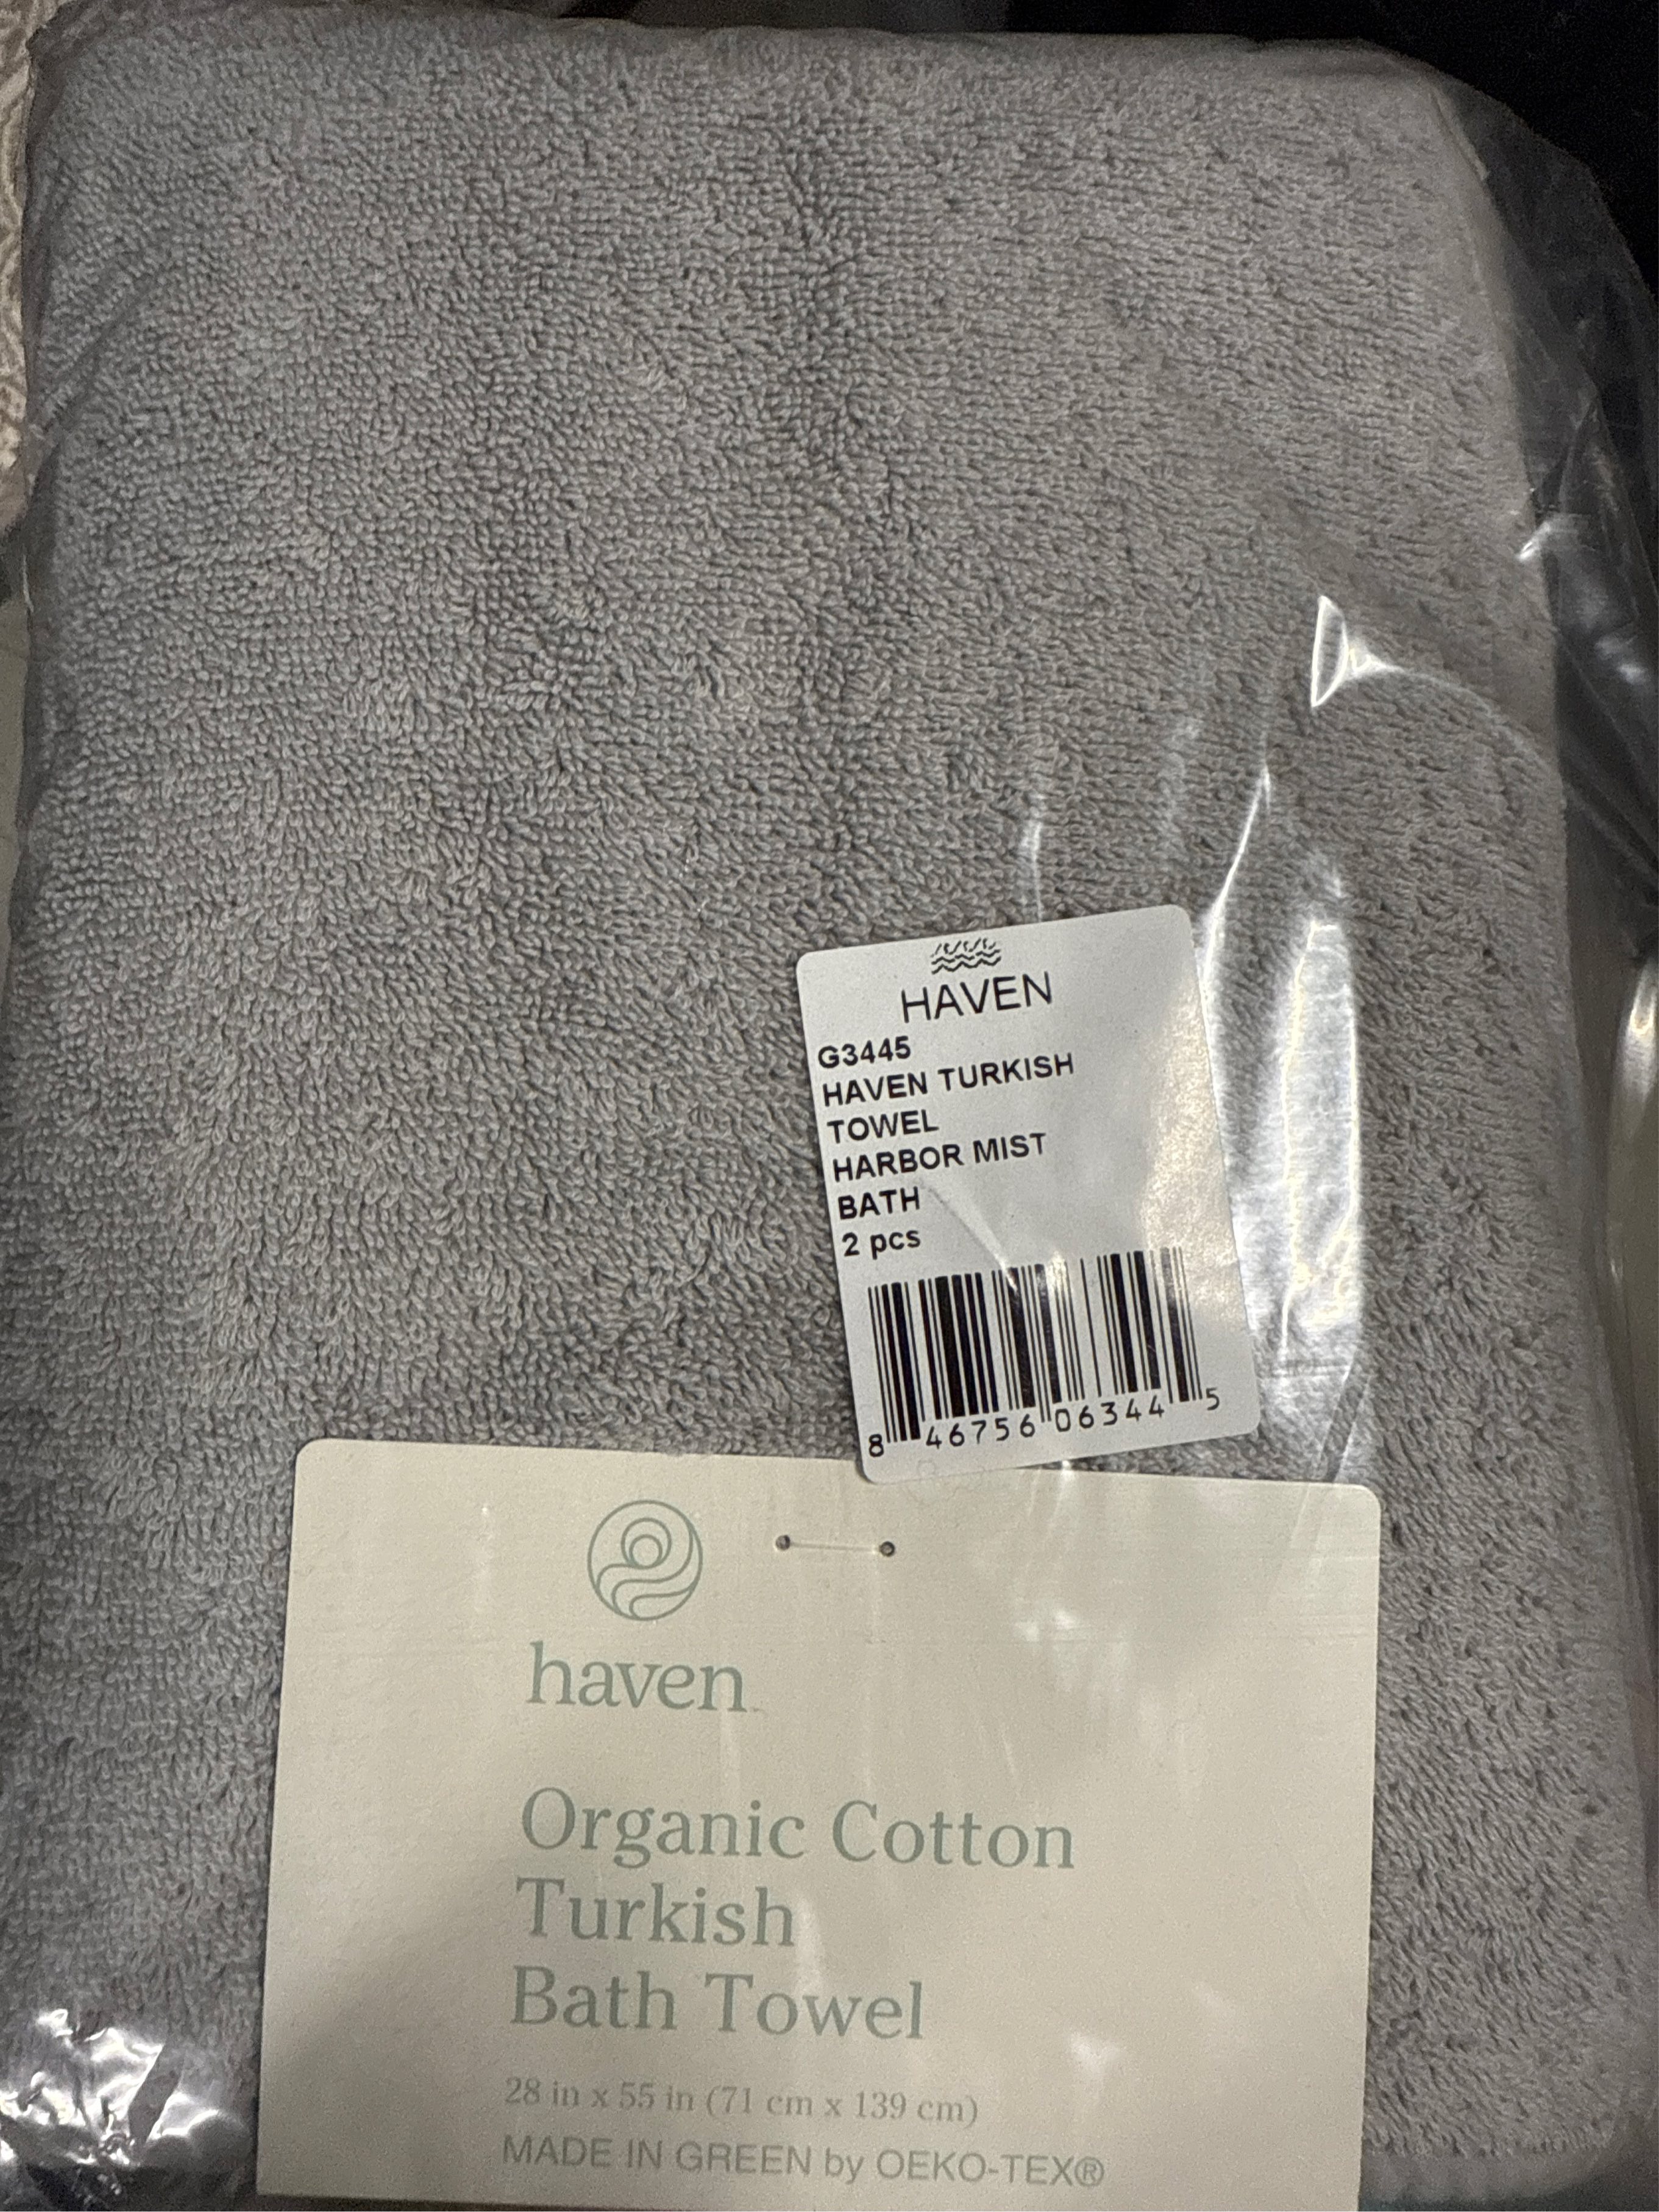 HAVEN
G3445
HAVEN TURKISH
TOWEL
HARBOR MIST
BATH
2 pcs
8 46756 06344 5
haven
Organic Cotton
Turkish
Bath Towel
28 in x 55 in (71 cm x 139 cm)
MADE IN GREEN by OEKO-TEX®